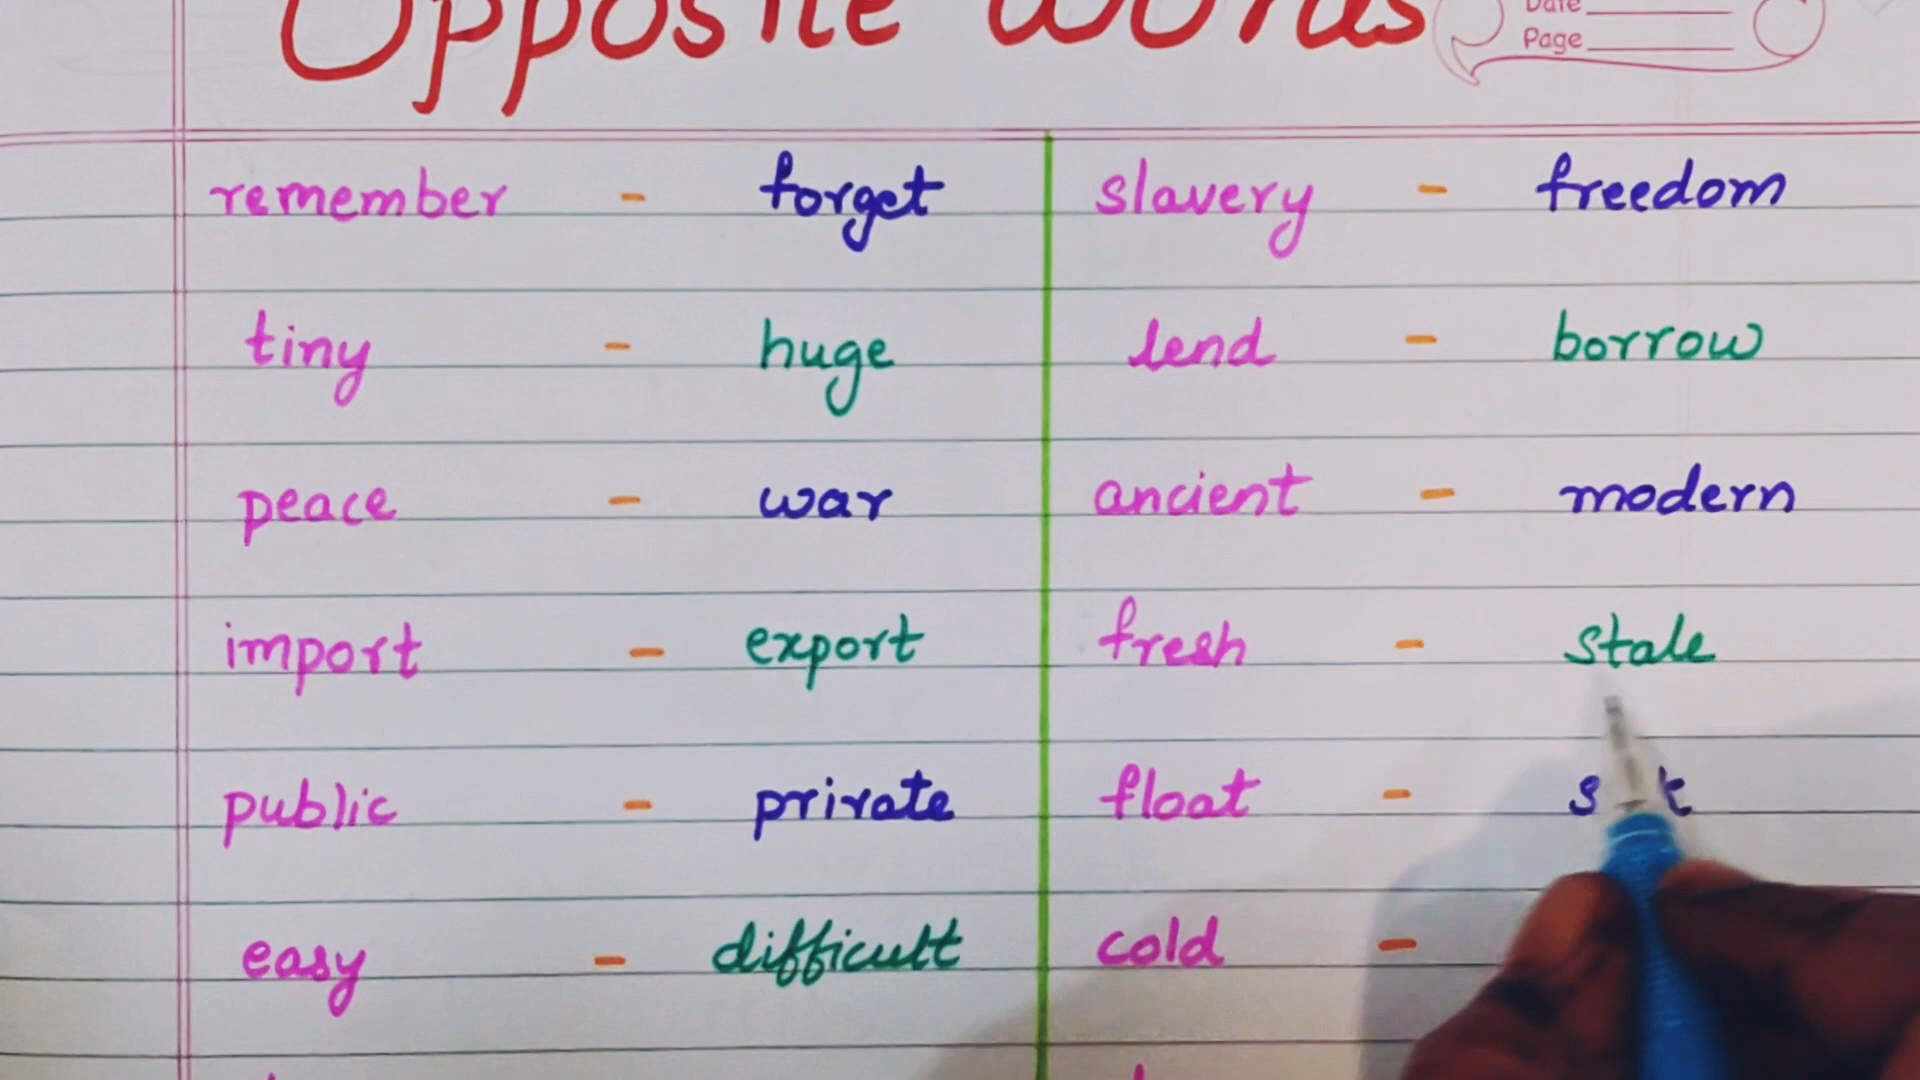 Opposite Words
Date
Page
remember - forget
tiny - huge
peace - war
import - export
public - private
easy - difficult
slavery - freedom
lend - borrow
ancient - modern
fresh - stale
float -
cold -